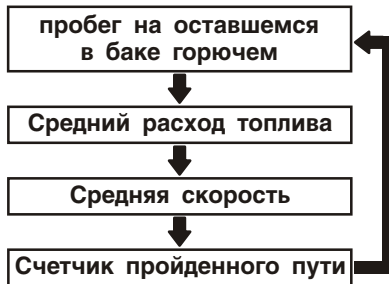 пробег на оставшемся
в баке горючем
Средний расход топлива
Средняя скорость
Счетчик пройденного пути